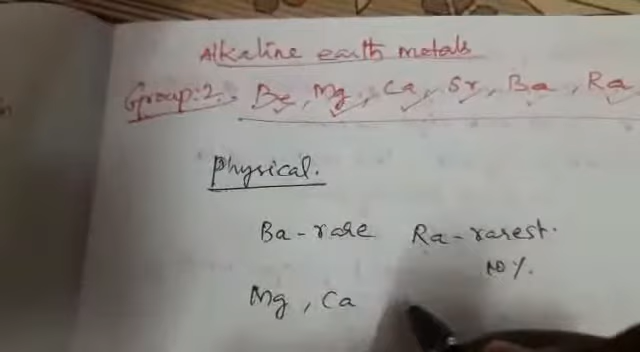 Alkaline earth metals
Group:2: Be, Mg, Ca, Sr, Ba, Ra
Physical.
Ba-rare Ra-rarest.
10%.
Mg, Ca